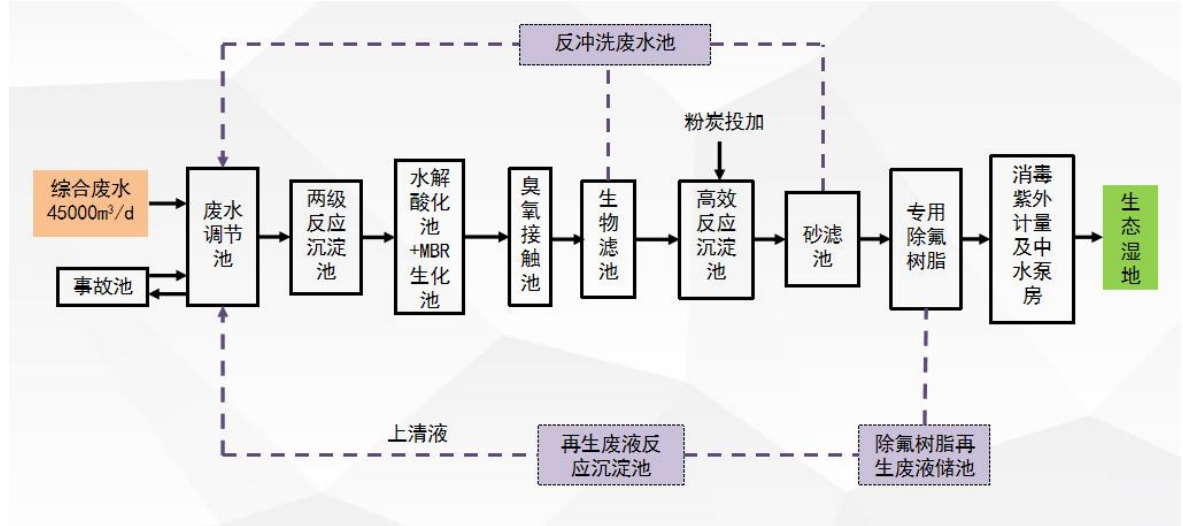 反冲洗废水池
粉炭投加
综合废水
45000m³/d
事故池
废水
调节
池
两级
反应
沉淀
池
水解
酸化
池
+MBR
生化
池
臭
氧
接
触
池
生
物
滤
池
高效
反应
沉淀
池
砂滤
池
专用
除氟
树脂
消毒
紫外
计量
及中
水泵
房
生
态
湿
地
上清液
再生废液反
应沉淀池
除氟树脂再
生废液储池